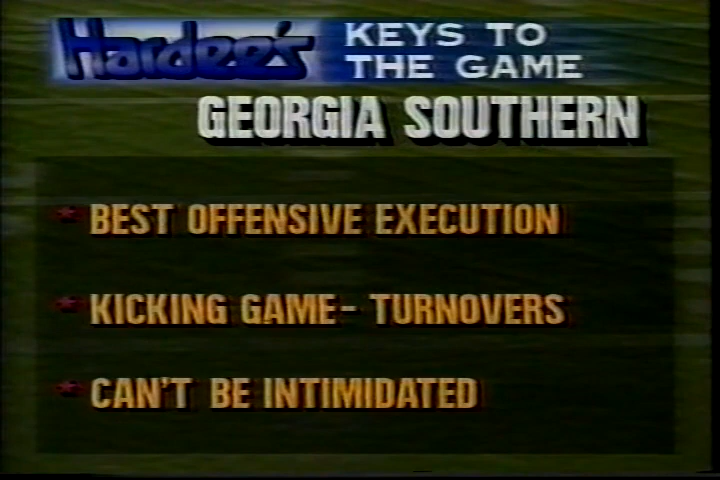 Hardee's
KEYS TO
THE GAME
GEORGIA SOUTHERN
* BEST OFFENSIVE EXECUTION
* KICKING GAME- TURNOVERS
* CAN'T BE INTIMIDATED